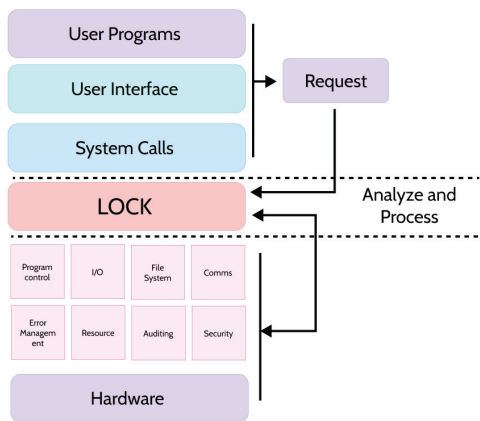 User Programs
User Interface
Request
System Calls
LOCK
Analyze and
Process
Program
control
I/O
File
System
Comms
Error
Managem
ent
Resource
Auditing
Security
Hardware